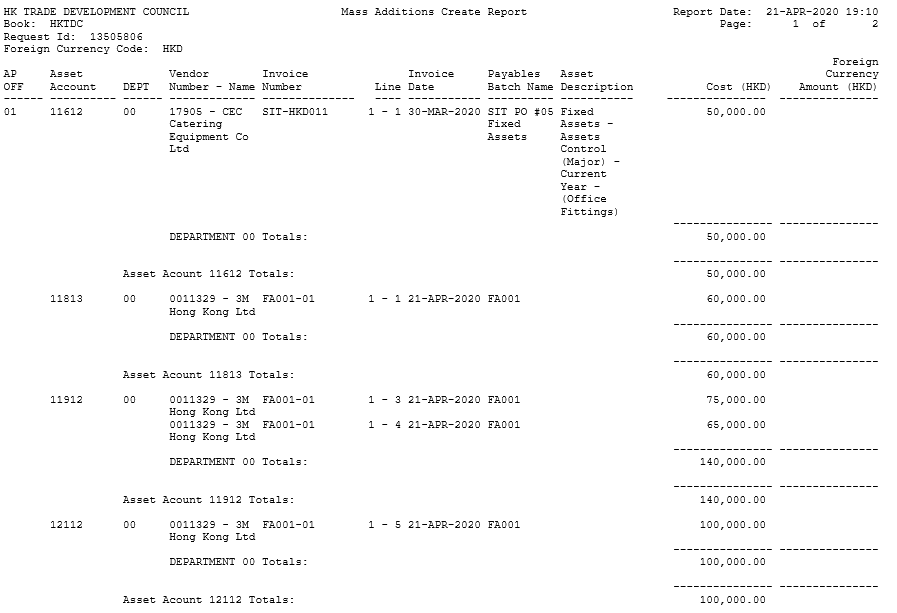 HK TRADE DEVELOPMENT COUNCIL Mass Additions Create Report Report Date: 21-APR-2020 19:10
Book: HKTDC Page: 1 of 2
Request Id: 13505806
Foreign Currency Code: HKD
Foreign
AP Asset Vendor Invoice Invoice Payables Asset Currency
OFF Account DEPT Number - Name Number Line Date Batch Name Description Cost (HKD) Amount (HKD)
------ ------- ------ ------------- -------------- --- ----------- ---------- ----------- --------------- ---------------
01 11612 00 17905 - CEC SIT-HKD011 1 - 1 30-MAR-2020 SIT PO #05 Fixed 50,000.00
Catering Fixed Assets -
Equipment Co Assets Assets
Ltd Control
(Major) -
Current
Year -
(Office
Fittings)
--------------- ---------------
DEPARTMENT 00 Totals: 50,000.00
--------------- ---------------
Asset Acount 11612 Totals: 50,000.00
11813 00 0011329 - 3M FA001-01 1 - 1 21-APR-2020 FA001 60,000.00
Hong Kong Ltd
--------------- ---------------
DEPARTMENT 00 Totals: 60,000.00
--------------- ---------------
Asset Acount 11813 Totals: 60,000.00
11912 00 0011329 - 3M FA001-01 1 - 3 21-APR-2020 FA001 75,000.00
Hong Kong Ltd
0011329 - 3M FA001-01 1 - 4 21-APR-2020 FA001 65,000.00
Hong Kong Ltd
--------------- ---------------
DEPARTMENT 00 Totals: 140,000.00
--------------- ---------------
Asset Acount 11912 Totals: 140,000.00
12112 00 0011329 - 3M FA001-01 1 - 5 21-APR-2020 FA001 100,000.00
Hong Kong Ltd
--------------- ---------------
DEPARTMENT 00 Totals: 100,000.00
--------------- ---------------
Asset Acount 12112 Totals: 100,000.00